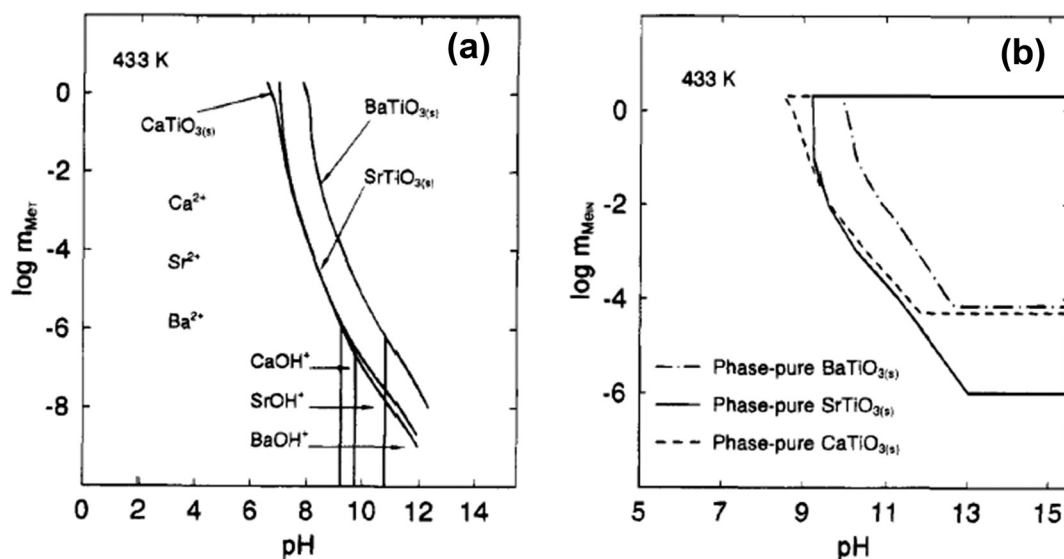 (a)
433 K
0
-2
-4
-6
-8
log m_MeT
CaTiO3(s)
BaTiO3(s)
SrTiO3(s)
Ca2+
Sr2+
Ba2+
CaOH+
SrOH+
BaOH+
0 2 4 6 8 10 12 14
pH
(b)
433 K
0
-2
-4
-6
log m_MeIN
Phase-pure BaTiO3(s)
Phase-pure SrTiO3(s)
Phase-pure CaTiO3(s)
5 7 9 11 13 15
pH